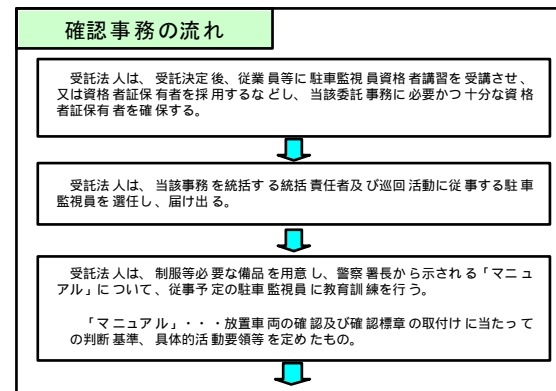 確認事務の流れ
受託法人は、受託決定後、従業員等に駐車監視員資格者講習を受講させ、
又は資格者証保有者を採用するなどし、当該委託事務に必要かつ十分な資格
者証保有者を確保する。
受託法人は、当該事務を統括する統括責任者及び巡回活動に従事する駐車
監視員を選任し、届け出る。
受託法人は、制服等必要な備品を用意し、警察署長から示される「マニュ
アル」について、従事予定の駐車監視員に教育訓練を行う。
「マニュアル」・・・放置車両の確認及び確認標章の取付けに当たって
の判断基準、具体的活動要領等を定めたもの。